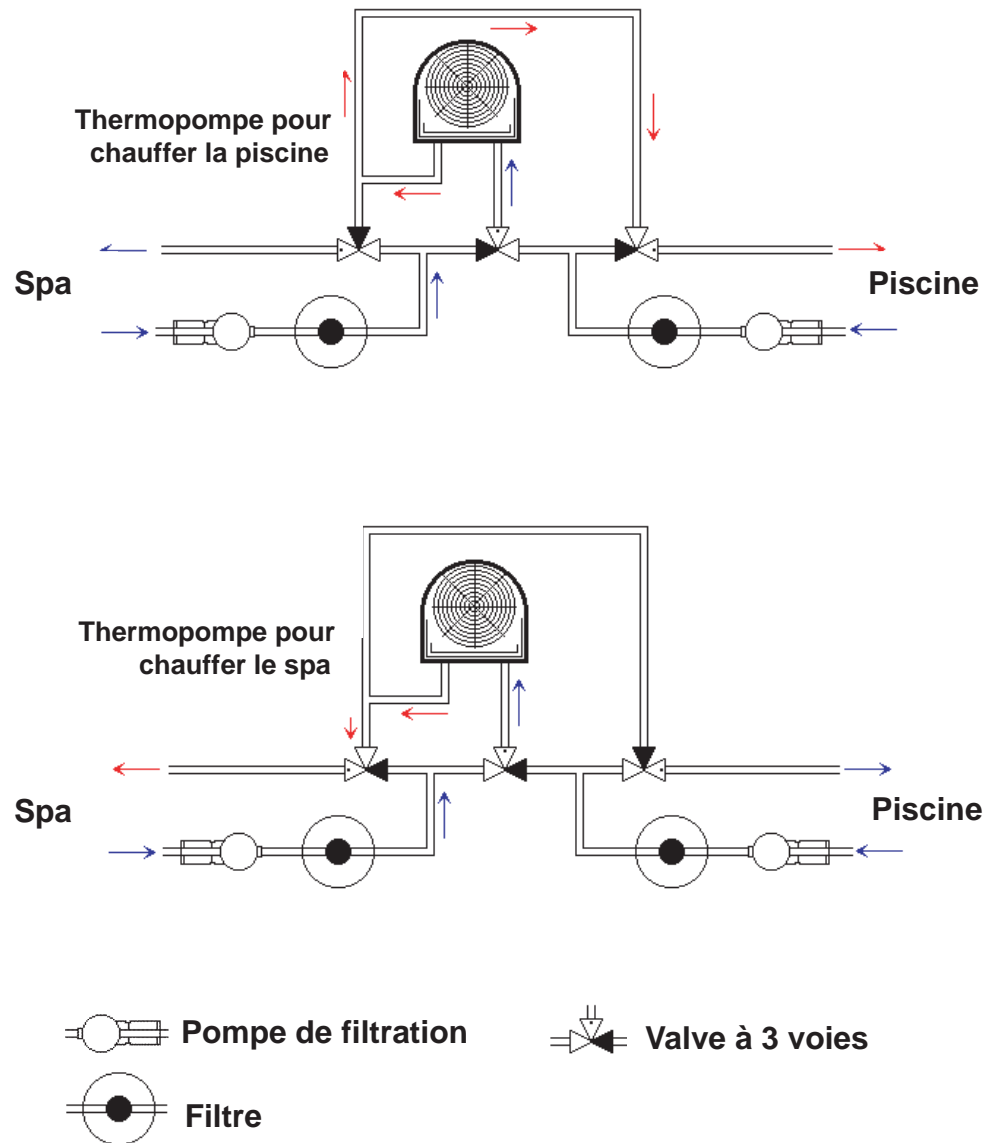 Thermopompe pour
chauffer la piscine
Spa
Piscine
Thermopompe pour
chauffer le spa
Spa
Piscine
Pompe de filtration
Valve à 3 voies
Filtre